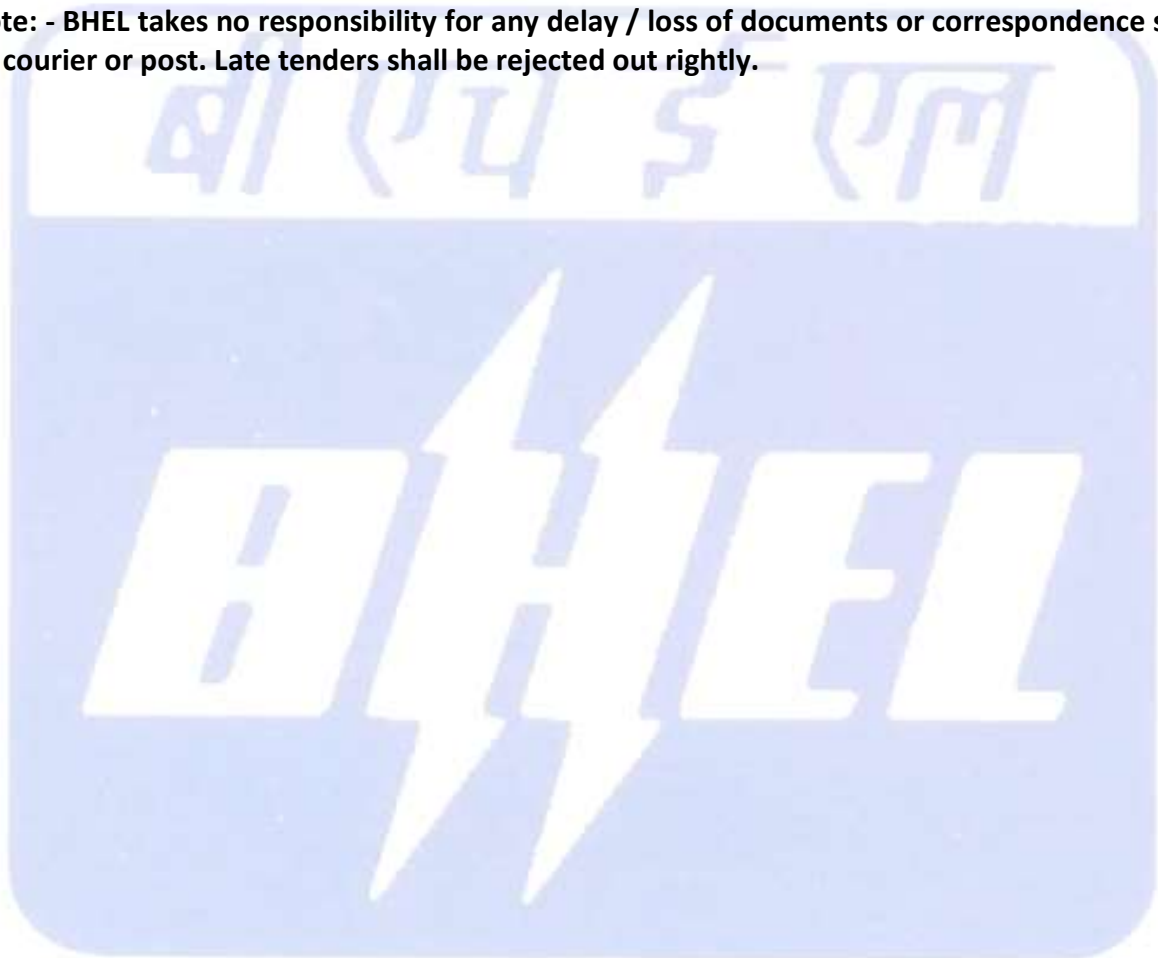 ote: - BHEL takes no responsibility for any delay / loss of documents or correspondence s
courier or post. Late tenders shall be rejected out rightly.
बी एच ई एल
BHEL